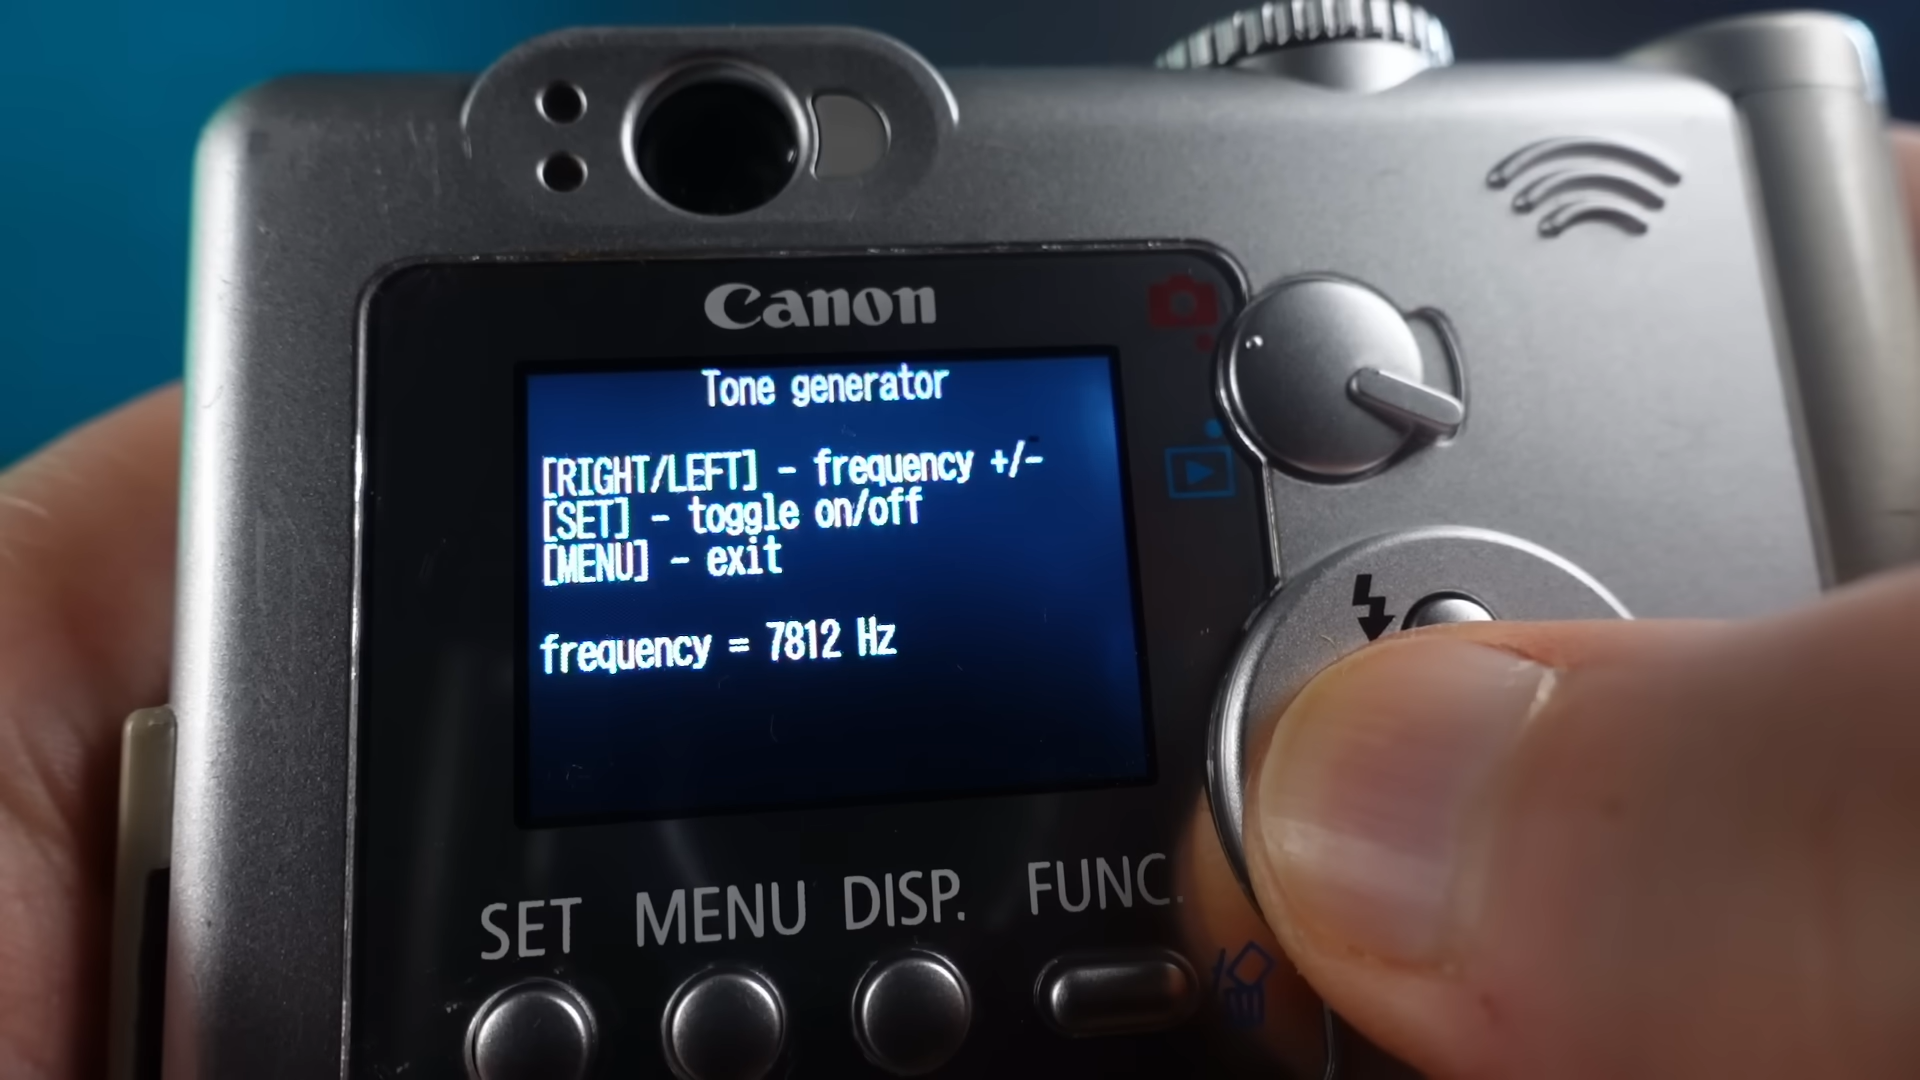 Canon
Tone generator
[RIGHT/LEFT] - frequency +/-
[SET] - toggle on/off
[MENU] - exit
frequency = 7812 Hz
SET MENU DISP. FUNC.